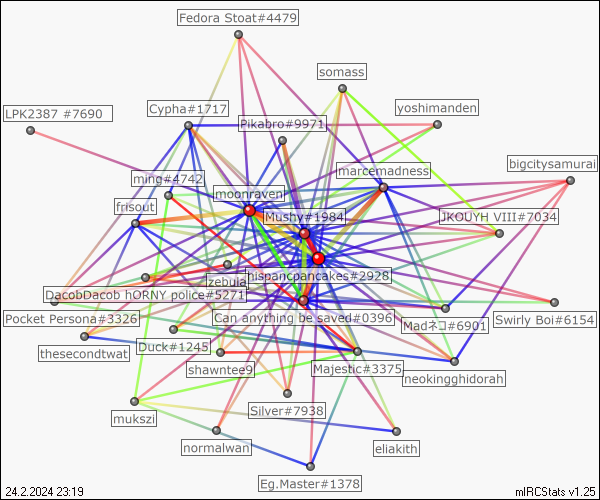 Fedora Stoat#4479
somass
yoshimanden
LPK2387 #7690
Cypha#1717
Pikabro#9971
bigcitysamurai
marcemadness
ming#4742
moonraven
frisout
Mushy#1984
JKOUYH VIII#7034
hispancpancakes#2928
zebula
DacobDacob hORNY police#5271
Pocket Persona#3326
Can anything be saved#0396
Swirly Boi#6154
Madネコ#6901
thesecondtwat
Duck#1245
shawntee9
Majestic#3375
neokingghidorah
mukszi
Silver#7938
normalwan
eliakith
Eg.Master#1378
24.2.2024 23:19
mIRCStats v1.25